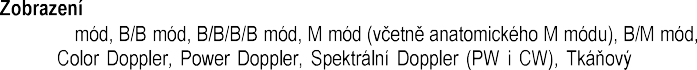 Zobrazení
mód, B/B mód, B/B/B/B mód, M mód (včetně anatomického M módu), B/M mód,
Color Doppler, Power Doppler, Spektrální Doppler (PW i CW), Tkáňový